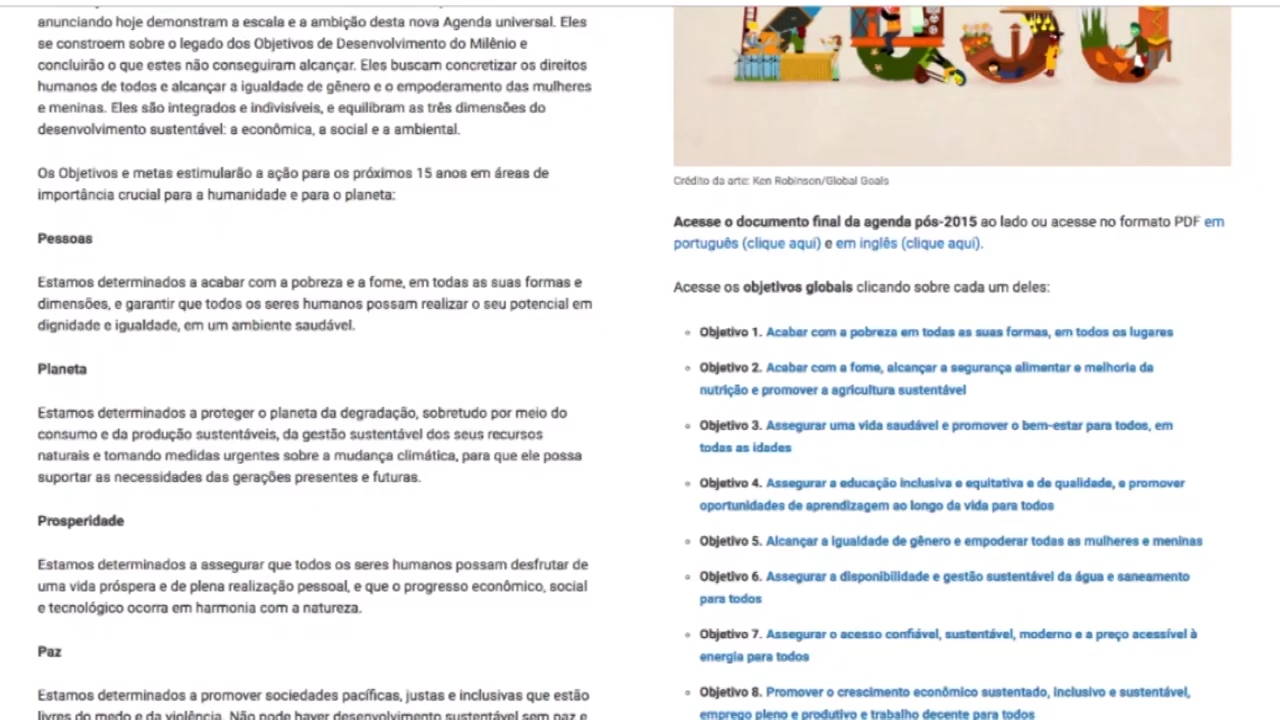 anunciando hoje demonstram a escala e a ambição desta nova Agenda universal. Eles
se constroem sobre o legado dos Objetivos de Desenvolvimento do Milênio e
concluirão o que estes não conseguiram alcançar. Eles buscam concretizar os direitos
humanos de todos e alcançar a igualdade de gênero e o empoderamento das mulheres
e meninas. Eles são integrados e indivisíveis, e equilibram as três dimensões do
desenvolvimento sustentável: a econômica, a social e a ambiental.
Os Objetivos e metas estimularão a ação para os próximos 15 anos em áreas de
importância crucial para a humanidade e para o planeta:
Pessoas
Estamos determinados a acabar com a pobreza e a fome, em todas as suas formas e
dimensões, e garantir que todos os seres humanos possam realizar o seu potencial em
dignidade e igualdade, em um ambiente saudável.
Planeta
Estamos determinados a proteger o planeta da degradação, sobretudo por meio do
consumo e da produção sustentáveis, da gestão sustentável dos seus recursos
naturais e tomando medidas urgentes sobre a mudança climática, para que ele possa
suportar as necessidades das gerações presentes e futuras.
Prosperidade
Estamos determinados a assegurar que todos os seres humanos possam desfrutar de
uma vida próspera e de plena realização pessoal, e que o progresso econômico, social
e tecnológico ocorra em harmonia com a natureza.
Paz
Estamos determinados a promover sociedades pacíficas, justas e inclusivas que estão
livres do medo e da violência. Não pode haver desenvolvimento sustentável sem paz e
Crédito da arte: Ken Robinson/Global Goals
Acesse o documento final da agenda pós-2015 ao lado ou acesse no formato PDF em
português (clique aqui) e em inglês (clique aqui).
Acesse os objetivos globais clicando sobre cada um deles:
Objetivo 1. Acabar com a pobreza em todas as suas formas, em todos os lugares
Objetivo 2. Acabar com a fome, alcançar a segurança alimentar e melhoria da
nutrição e promover a agricultura sustentável
Objetivo 3. Assegurar uma vida saudável e promover o bem-estar para todos, em
todas as idades
Objetivo 4. Assegurar a educação inclusiva e equitativa e de qualidade, e promover
oportunidades de aprendizagem ao longo da vida para todos
Objetivo 5. Alcançar a igualdade de gênero e empoderar todas as mulheres e meninas
Objetivo 6. Assegurar a disponibilidade e gestão sustentável da água e saneamento
para todos
Objetivo 7. Assegurar o acesso confiável, sustentável, moderno e a preço acessível à
energia para todos
Objetivo 8. Promover o crescimento econômico sustentado, inclusivo e sustentável,
emprego pleno e produtivo e trabalho decente para todos